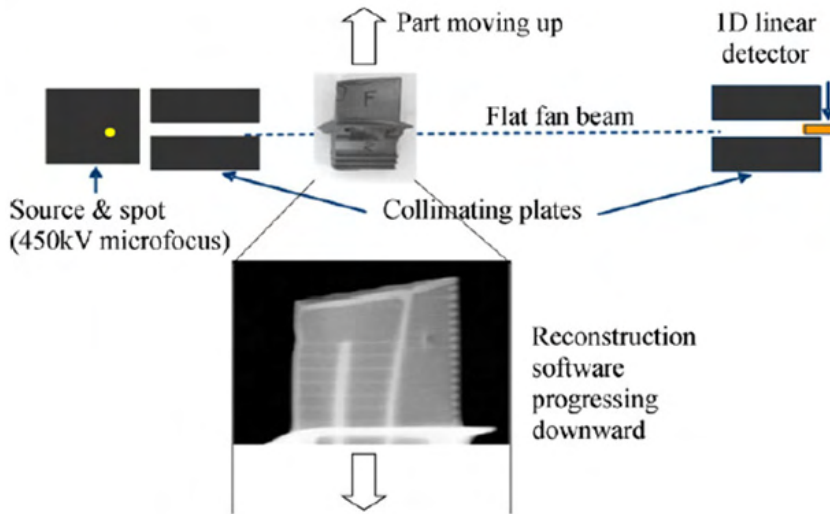 Part moving up
1D linear
detector
F
Flat fan beam
Source & spot
(450kV microfocus)
Collimating plates
Reconstruction
software
progressing
downward